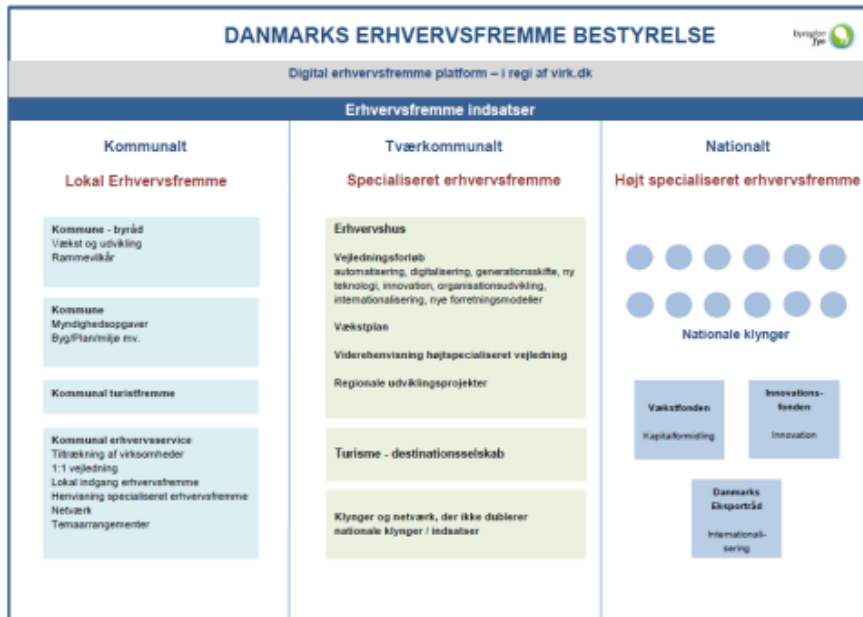 DANMARKS ERHVERVSFREMME BESTYRELSE
byregion
fyn
Digital erhvervsfremme platform – i regi af virk.dk
Erhvervsfremme indsatser
Kommunalt
Lokal Erhvervsfremme
Kommune - byråd
Vækst og udvikling
Rammevilkår
Kommune
Myndighedsopgaver
Byg/Plan/miljø mv.
Kommunal turistfremme
Kommunal erhvervsservice
Tiltrækning af virksomheder
1:1 vejledning
Lokal indgang erhvervsfremme
Henvisning specialiseret erhvervsfremme
Netværk
Temaarrangementer
Tværkommunalt
Specialiseret erhvervsfremme
Erhvervshus
Vejledningsforløb
automatisering, digitalisering, generationsskifte, ny
teknologi, innovation, organisationsudvikling,
internationalisering, nye forretningsmodeller
Vækstplan
Viderehenvisning højtspecialiseret vejledning
Regionale udviklingsprojekter
Turisme - destinationsselskab
Klynger og netværk, der ikke dublerer
nationale klynger / indsatser
Nationalt
Højt specialiseret erhvervsfremme
Nationale klynger
Vækstfonden
Kapitalformidling
Innovations-
fonden
Innovation
Danmarks
Eksportråd
Internationali-
sering